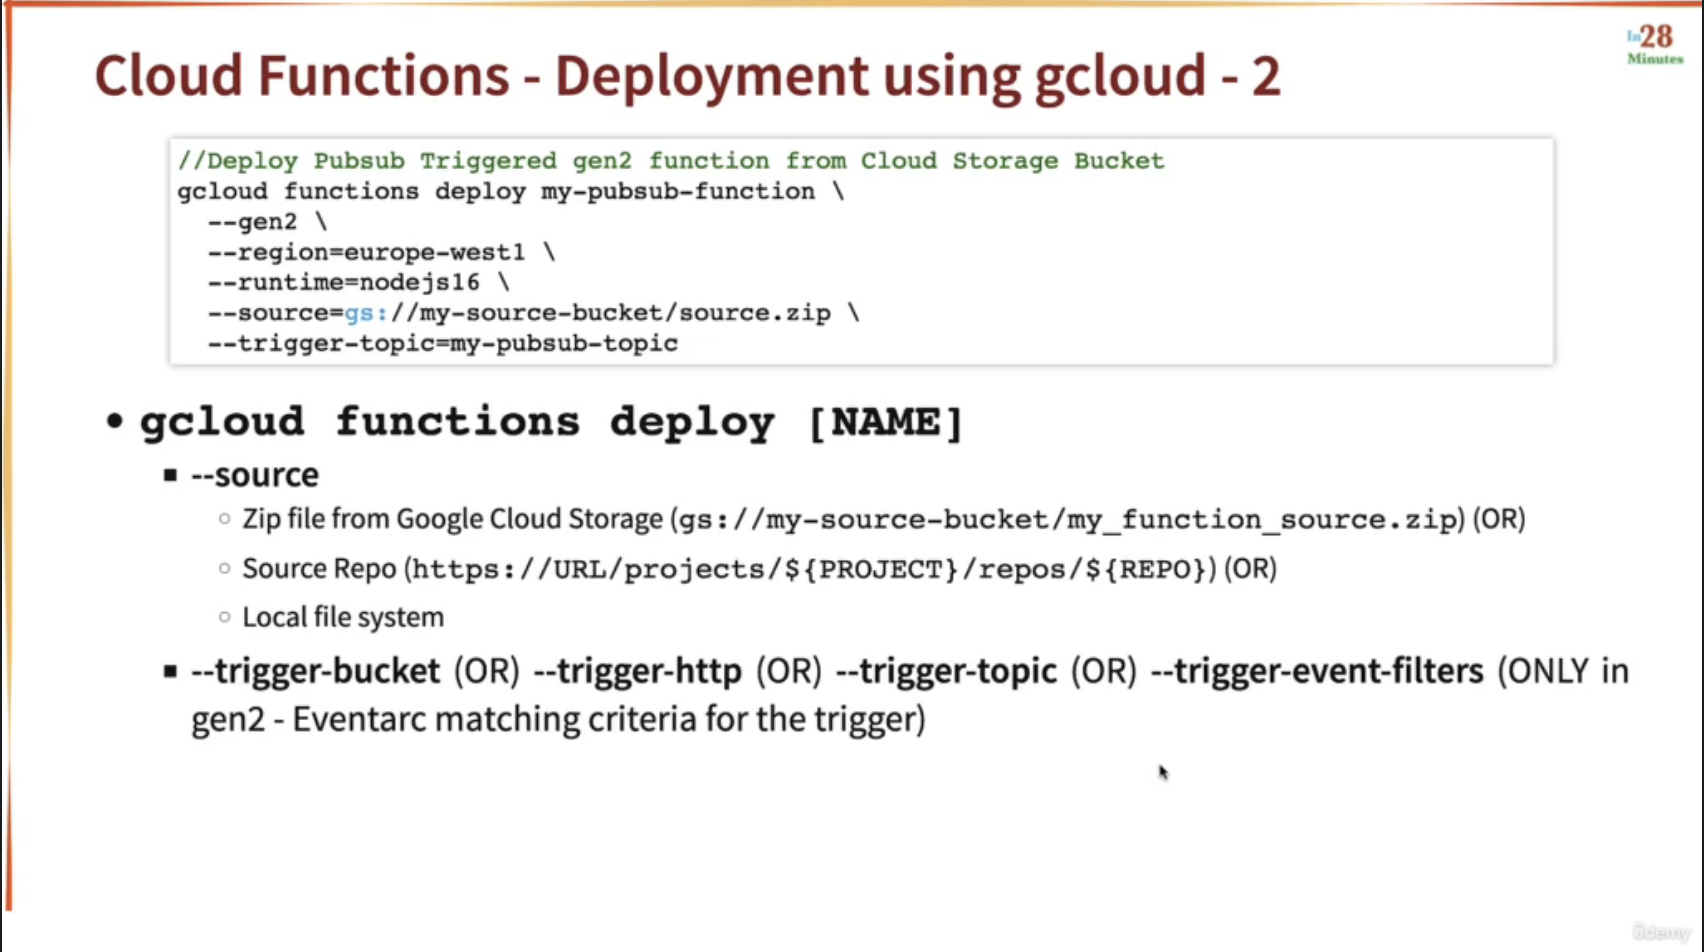 In28
Minutes
Cloud Functions - Deployment using gcloud - 2
//Deploy Pubsub Triggered gen2 function from Cloud Storage Bucket
gcloud functions deploy my-pubsub-function \
--gen2 \
--region=europe-west1 \
--runtime=nodejs16 \
--source=gs://my-source-bucket/source.zip \
--trigger-topic=my-pubsub-topic
• gcloud functions deploy [NAME]
▪ --source
○ Zip file from Google Cloud Storage (gs://my-source-bucket/my_function_source.zip) (OR)
○ Source Repo (https://URL/projects/${PROJECT}/repos/${REPO}) (OR)
○ Local file system
▪ --trigger-bucket (OR) --trigger-http (OR) --trigger-topic (OR) --trigger-event-filters (ONLY in
gen2 - Eventarc matching criteria for the trigger)
ûdemy